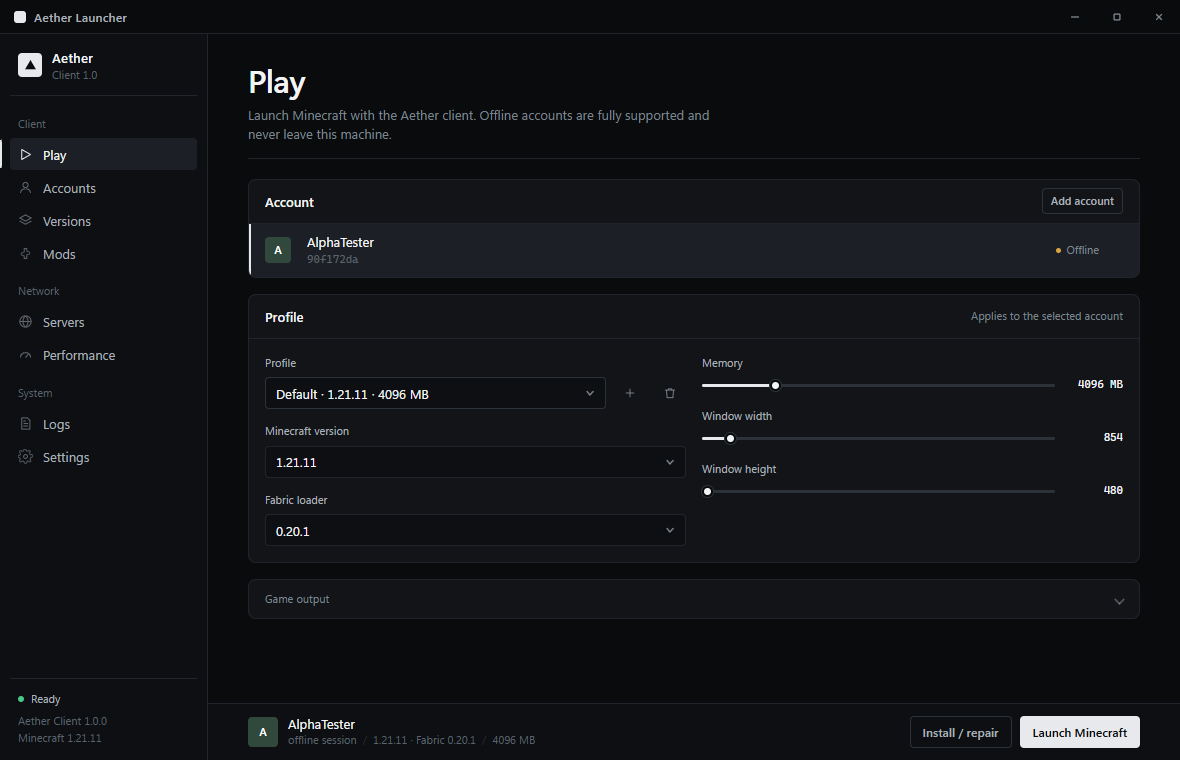 Aether Launcher
Aether
Client 1.0
Client
Play
Accounts
Versions
Mods
Network
Servers
Performance
System
Logs
Settings
Ready
Aether Client 1.0.0
Minecraft 1.21.11
Play
Launch Minecraft with the Aether client. Offline accounts are fully supported and
never leave this machine.
Account
Add account
A
AlphaTester
90f172da
Offline
Profile
Applies to the selected account
Profile
Default · 1.21.11 · 4096 MB
Minecraft version
1.21.11
Fabric loader
0.20.1
Memory
4096 MB
Window width
854
Window height
480
Game output
A
AlphaTester
offline session / 1.21.11 · Fabric 0.20.1 / 4096 MB
Install / repair
Launch Minecraft